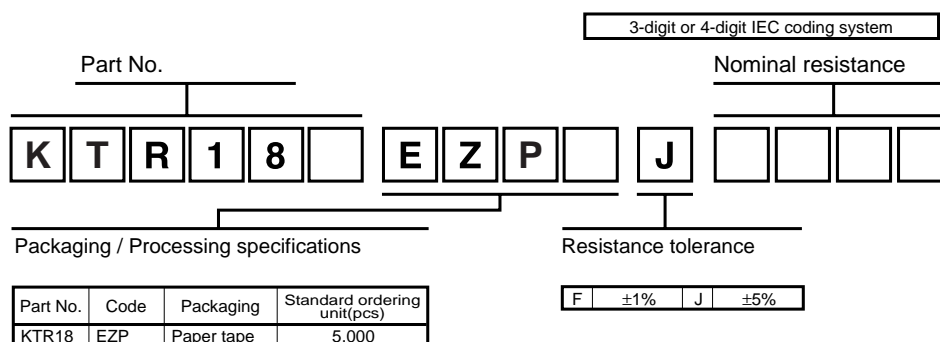 3-digit or 4-digit IEC coding system
Part No.
Nominal resistance
K T R 1 8 E Z P J
Packaging / Processing specifications
Resistance tolerance
Part No. Code Packaging Standard ordering unit(pcs)
KTR18 EZP Paper tape 5,000
F ±1% J ±5%